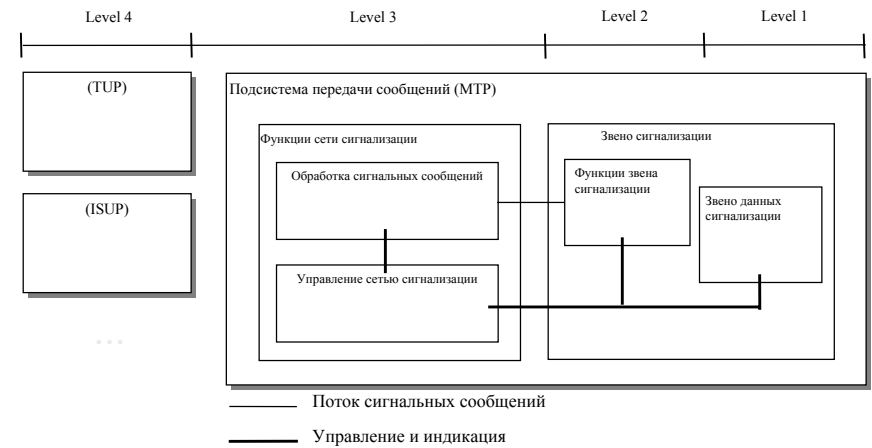 Level 4
Level 3
Level 2
Level 1
(TUP)
Подсистема передачи сообщений (MTP)
Функции сети сигнализации
Звено сигнализации
Обработка сигнальных сообщений
Функции звена
сигнализации
Звено данных
сигнализации
(ISUP)
Управление сетью сигнализации
...
Поток сигнальных сообщений
Управление и индикация